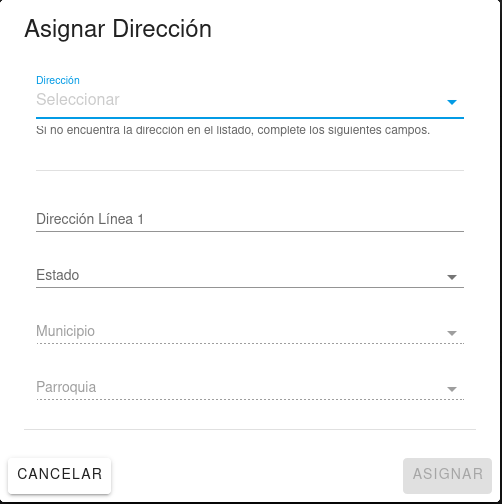 Asignar Dirección
Dirección
Seleccionar
Si no encuentra la dirección en el listado, complete los siguientes campos.
Dirección Línea 1
Estado
Municipio
Parroquia
CANCELAR
ASIGNAR